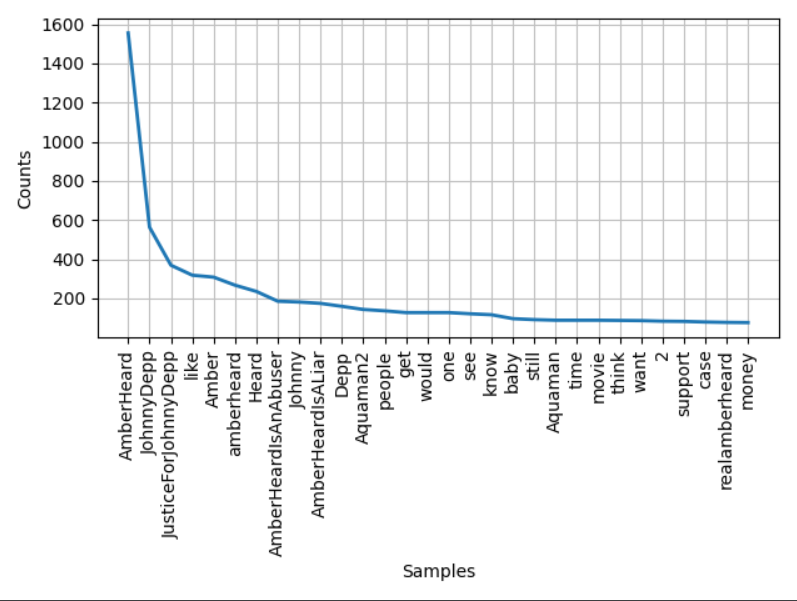 1600
1400
1200
1000
800
600
400
200
Counts
AmberHeard
JohnnyDepp
JusticeForJohnnyDepp
like
Amber
amberheard
Heard
AmberHeardIsAnAbuser
Johnny
AmberHeardIsALiar
Depp
Aquaman2
people
get
would
one
see
know
baby
still
Aquaman
time
movie
think
want
2
support
case
realamberheard
money
Samples